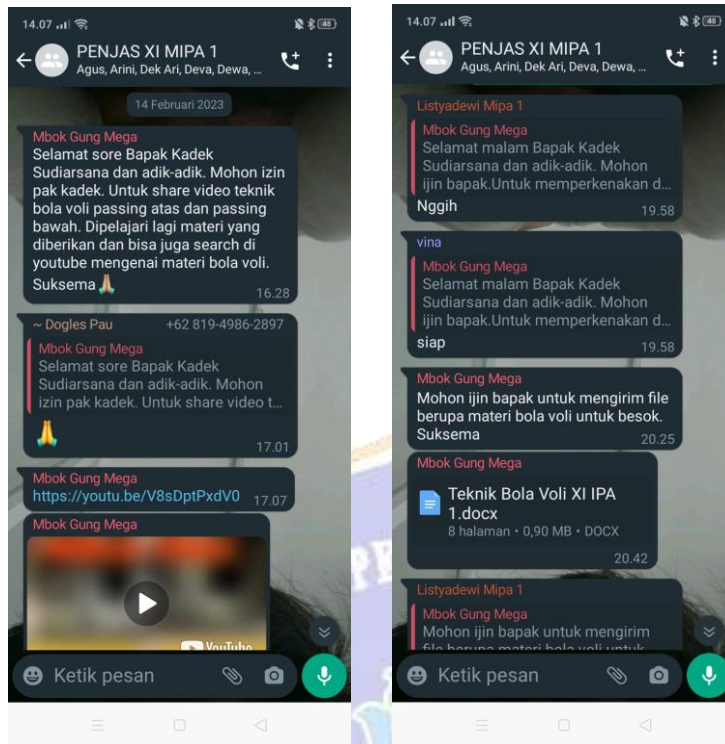 14.07
48
PENJAS XI MIPA 1
Agus, Arini, Dek Ari, Deva, Dewa, ...
14 Februari 2023
Mbok Gung Mega
Selamat sore Bapak Kadek
Sudiarsana dan adik-adik. Mohon izin
pak kadek. Untuk share video teknik
bola voli passing atas dan passing
bawah. Dipelajari lagi materi yang
diberikan dan bisa juga search di
youtube mengenai materi bola voli.
Suksema🙏
16.28
~ Dogles Pau +62 819-4986-2897
Mbok Gung Mega
Selamat sore Bapak Kadek
Sudiarsana dan adik-adik. Mohon
izin pak kadek. Untuk share video t...
🙏
17.01
Mbok Gung Mega
https://youtu.be/V8sDptPxdV0 17.07
Mbok Gung Mega
YouTube
Ketik pesan
14.07
48
PENJAS XI MIPA 1
Agus, Arini, Dek Ari, Deva, Dewa, ...
Listyadewi Mipa 1
Mbok Gung Mega
Selamat malam Bapak Kadek
Sudiarsana dan adik-adik. Mohon
ijin bapak.Untuk memperkenakan d...
Nggih
19.58
vina
Mbok Gung Mega
Selamat malam Bapak Kadek
Sudiarsana dan adik-adik. Mohon
ijin bapak.Untuk memperkenakan d...
siap
19.58
Mbok Gung Mega
Mohon ijin bapak untuk mengirim file
berupa materi bola voli untuk besok.
Suksema
20.25
Mbok Gung Mega
Teknik Bola Voli XI IPA
1.docx
8 halaman • 0,90 MB • DOCX
20.42
Listyadewi Mipa 1
Mbok Gung Mega
Mohon ijin bapak untuk mengirim
file berupa materi bola voli untuk
Ketik pesan